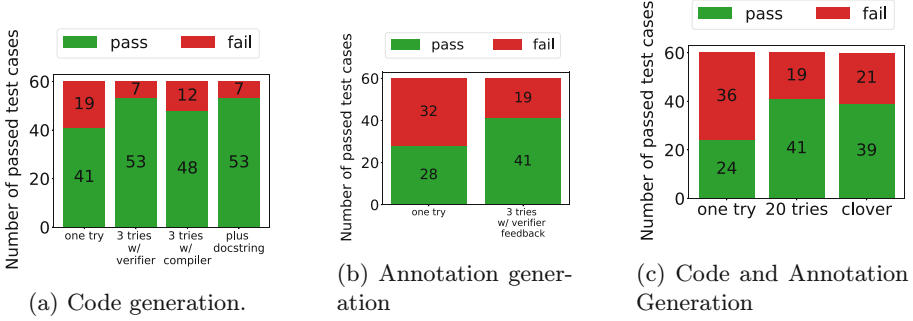 pass fail
Number of passed test cases
60
40
20
0
19 7 12 7
41 53 48 53
one try
3 tries
w/
verifier
3 tries
w/
compiler
plus
docstring
(a) Code generation.
pass fail
Number of passed test cases
60
40
20
0
32 19
28 41
one try
3 tries
w/ verifier
feedback
(b) Annotation gener-
ation
pass fail
Number of passed test cases
60
40
20
0
36 19 21
24 41 39
one try 20 tries clover
(c) Code and Annotation
Generation